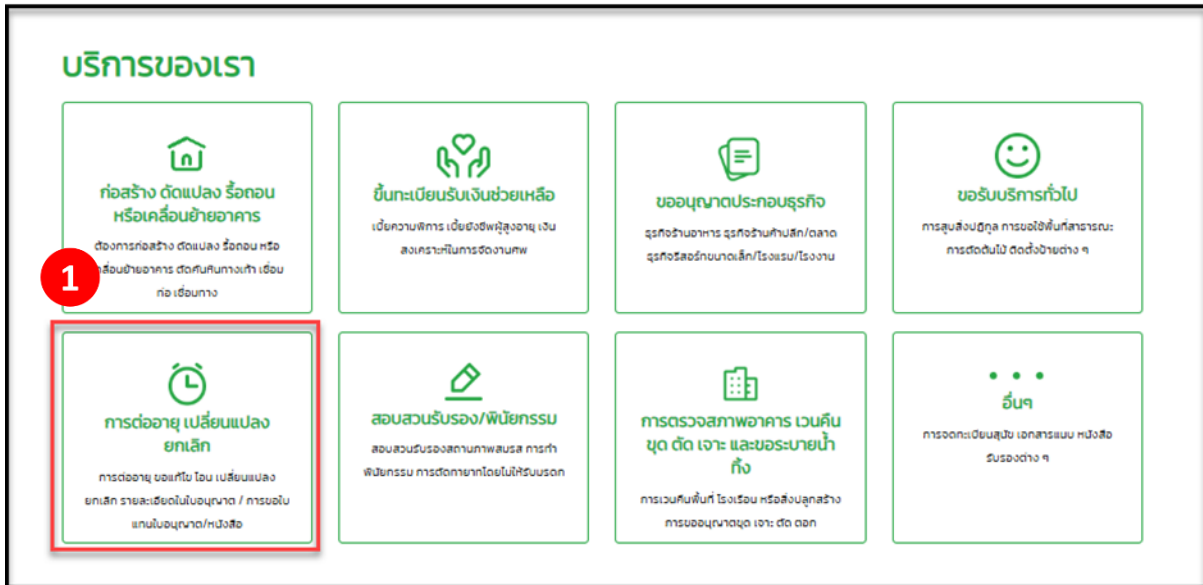 บริการของเรา
ก่อสร้าง ดัดแปลง รื้อถอน
หรือเคลื่อนย้ายอาคาร
ต้องการก่อสร้าง ดัดแปลง รื้อถอน หรือ
เคลื่อนย้ายอาคาร ตัดคันหินทางเท้า เชื่อม
ท่อ เชื่อมทาง
ขึ้นทะเบียนรับเงินช่วยเหลือ
เบี้ยความพิการ เบี้ยยังชีพผู้สูงอายุ เงิน
สงเคราะห์ในการจัดงานศพ
ขออนุญาตประกอบธุรกิจ
ธุรกิจร้านอาหาร ธุรกิจร้านค้าปลีก/ตลาด
ธุรกิจรีสอร์ทขนาดเล็ก/โรงแรม/โรงงาน
ขอรับบริการทั่วไป
การสูบสิ่งปฏิกูล การขอใช้พื้นที่สาธารณะ
การตัดต้นไม้ ติดตั้งป้ายต่าง ๆ
1
การต่ออายุ เปลี่ยนแปลง
ยกเลิก
การต่ออายุ ขอแก้ไข โอน เปลี่ยนแปลง
ยกเลิก รายละเอียดในใบอนุญาต / การขอใบ
แทนใบอนุญาต/หนังสือ
สอบสวนรับรอง/พินัยกรรม
สอบสวนรับรองสถานภาพสมรส การทำ
พินัยกรรม การตัดทายาทโดยไม่ให้รับมรดก
การตรวจสภาพอาคาร เวนคืน
ขุด ตัด เจาะ และขอระบายน้ำ
ทิ้ง
การเวนคืนพื้นที่ โรงเรือน หรือสิ่งปลูกสร้าง
การขออนุญาตขุด เจาะ ตัด ตอก
อื่นๆ
การจดทะเบียนสุนัข เอกสารแบบ หนังสือ
รับรองต่าง ๆ